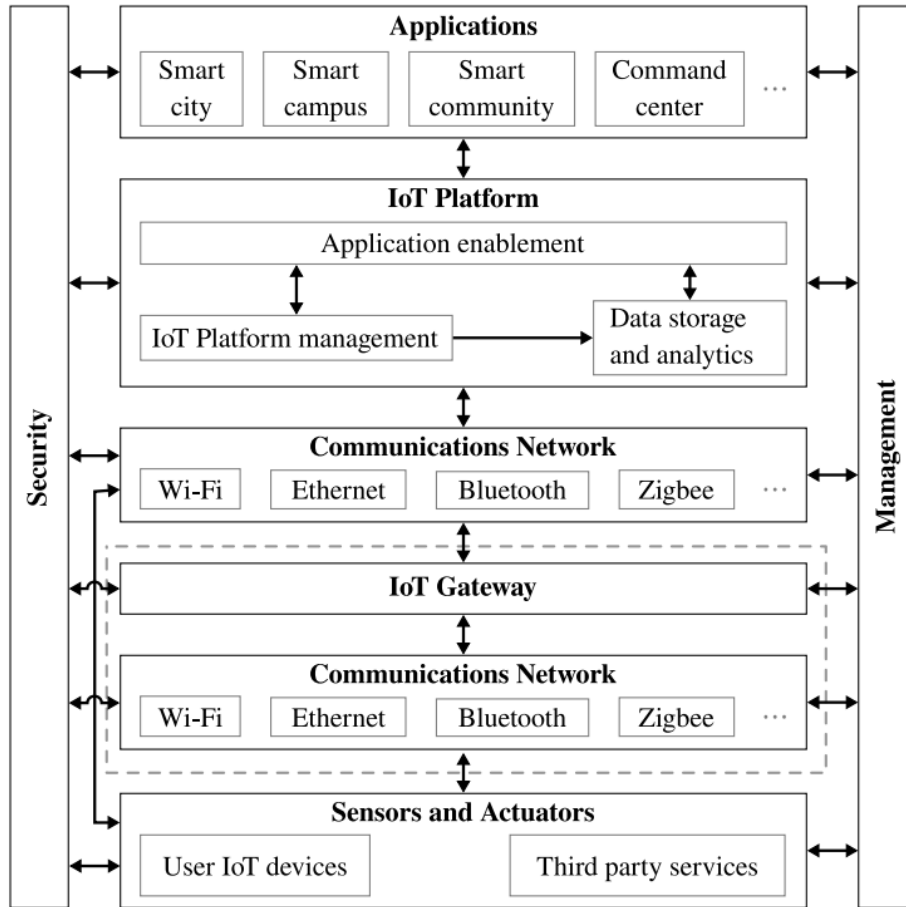 Applications
Smart
city
Smart
campus
Smart
community
Command
center
...
IoT Platform
Application enablement
IoT Platform management
Data storage
and analytics
Communications Network
Wi-Fi
Ethernet
Bluetooth
Zigbee
...
IoT Gateway
Communications Network
Wi-Fi
Ethernet
Bluetooth
Zigbee
...
Sensors and Actuators
User IoT devices
Third party services
Security
Management